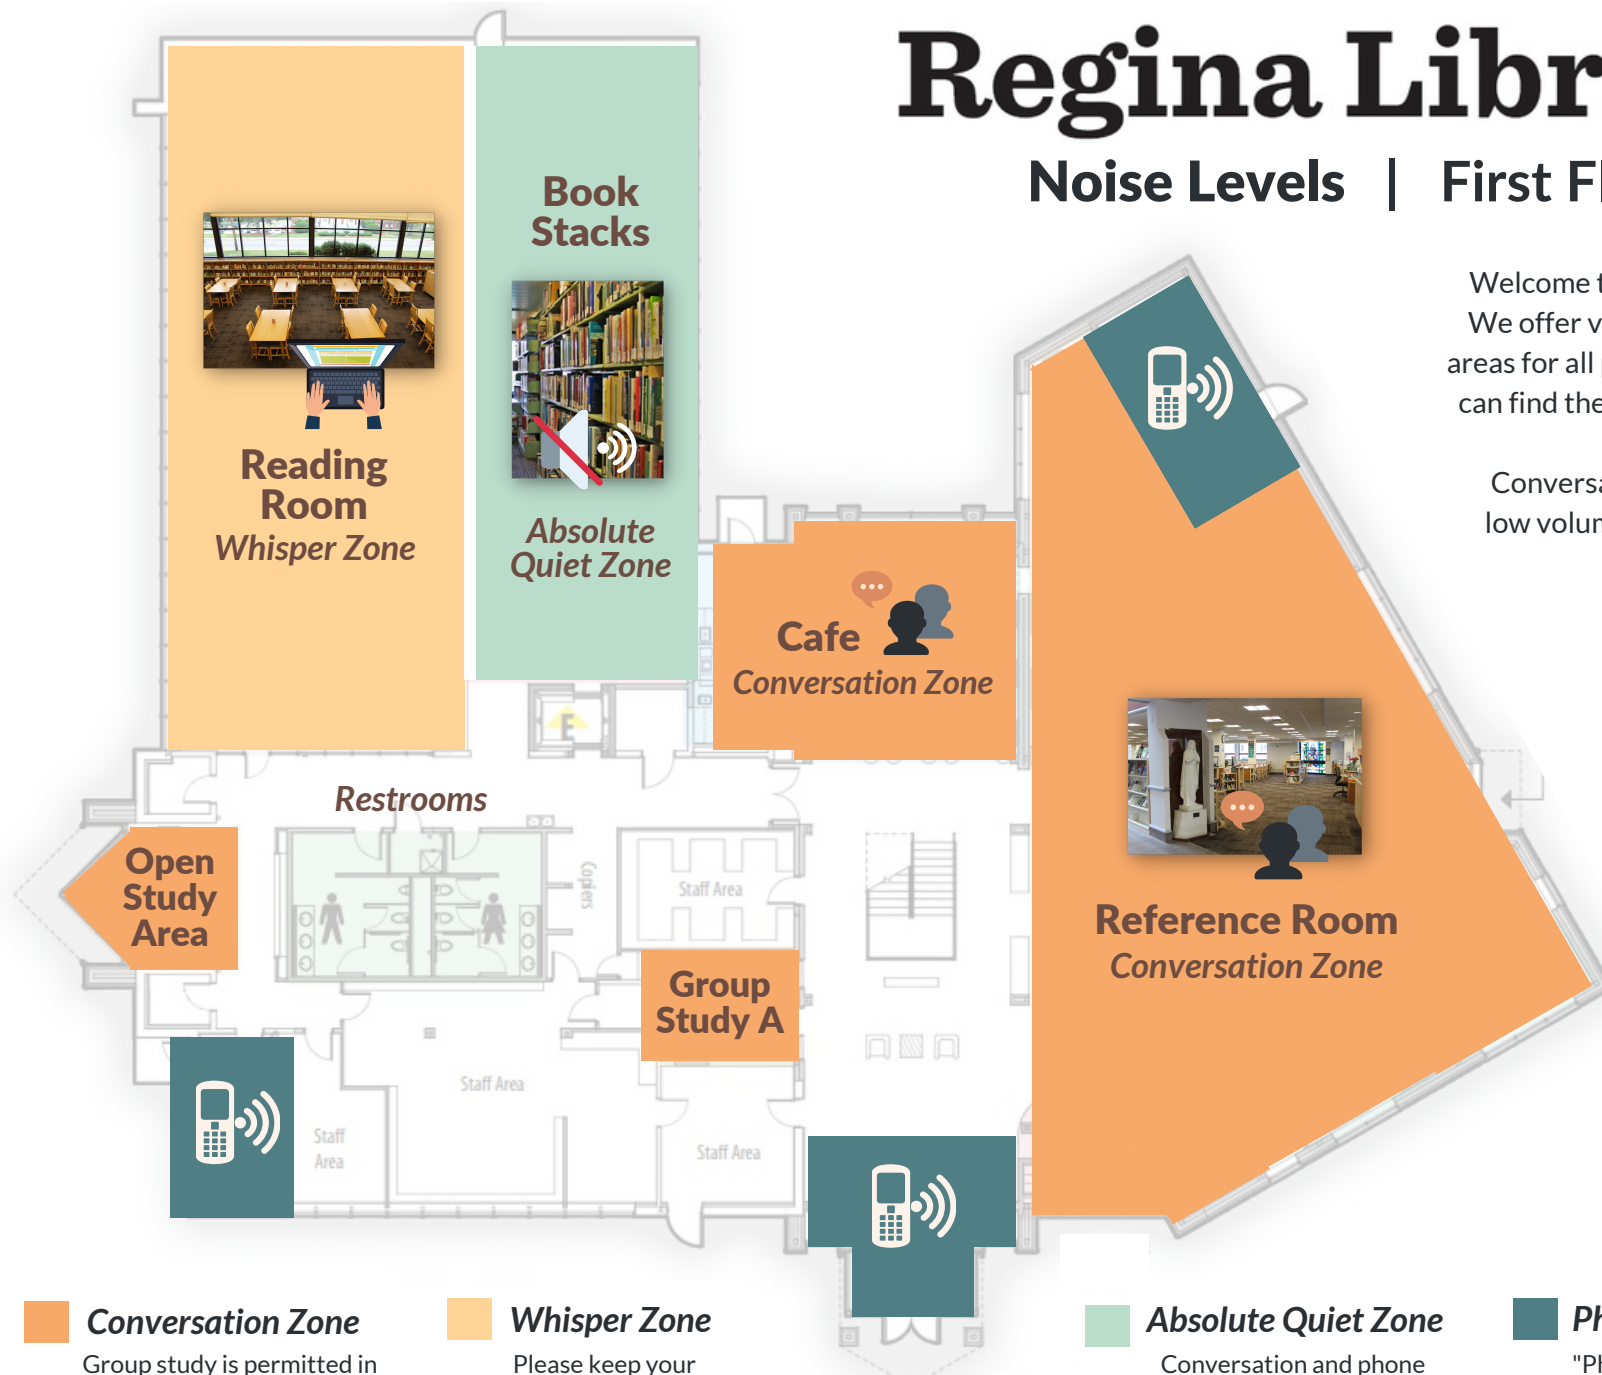 Regina Libr
Noise Levels | First Fl
Welcome t
We offer v
areas for all
can find the
Conversa
low volun
Book
Stacks
Absolute
Quiet Zone
Reading
Room
Whisper Zone
Cafe
Conversation Zone
E
Restrooms
Open
Study
Area
Copiers
Staff Area
Group
Study A
Reference Room
Conversation Zone
Staff Area
Staff
Area
Staff Area
Conversation Zone
Group study is permitted in
Whisper Zone
Please keep your
Absolute Quiet Zone
Conversation and phone
Ph
"Ph